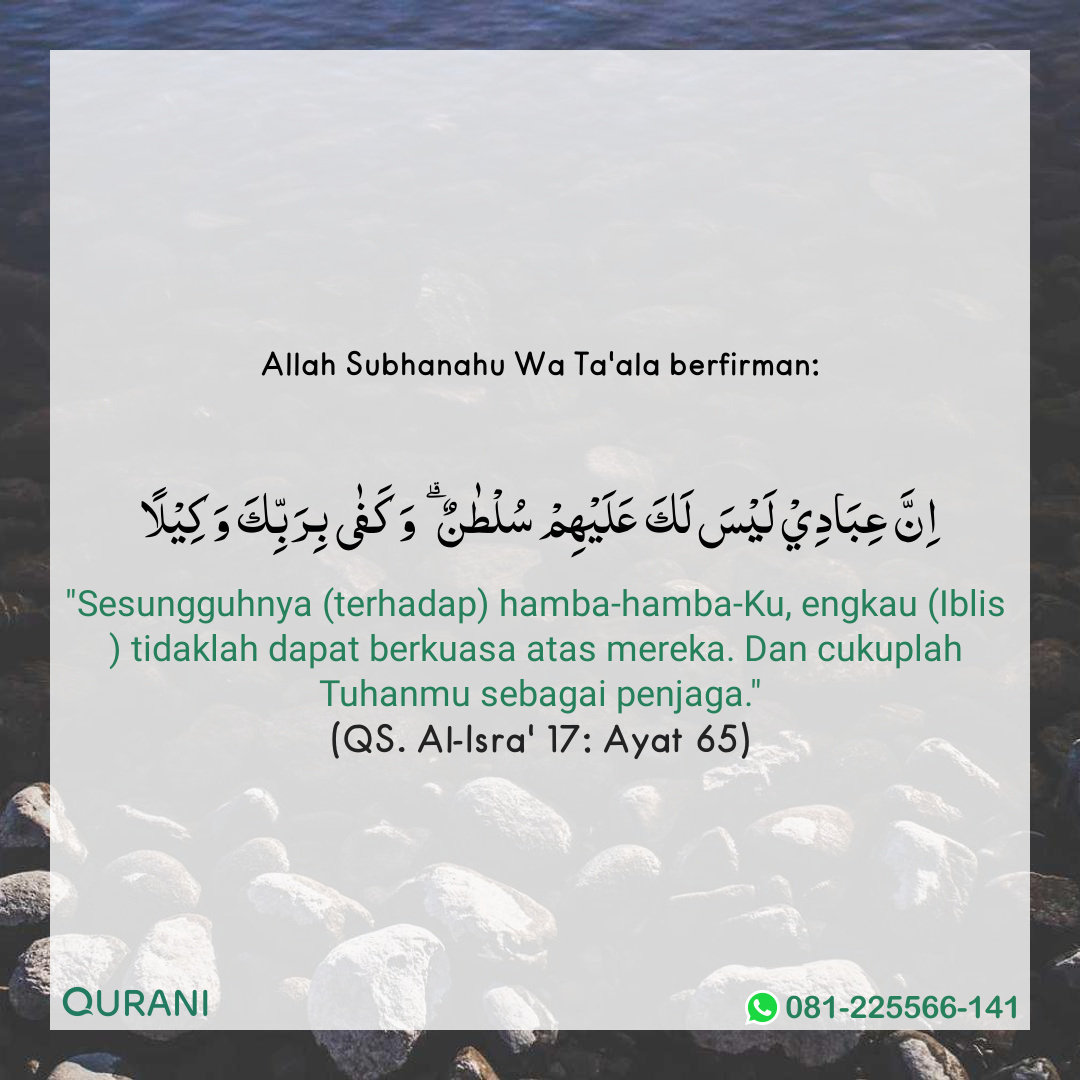 Allah Subhanahu Wa Ta'ala berfirman:
اِنَّ عِبَادِيْ لَيْسَ لَكَ عَلَيْهِمْ سُلْطٰنٌ ۗ وَكَفٰى بِرَبِّكَ وَكِيْلًا
"Sesungguhnya (terhadap) hamba-hamba-Ku, engkau (Iblis
) tidaklah dapat berkuasa atas mereka. Dan cukuplah
Tuhanmu sebagai penjaga."
(QS. Al-Isra' 17: Ayat 65)
QURANI
081-225566-141